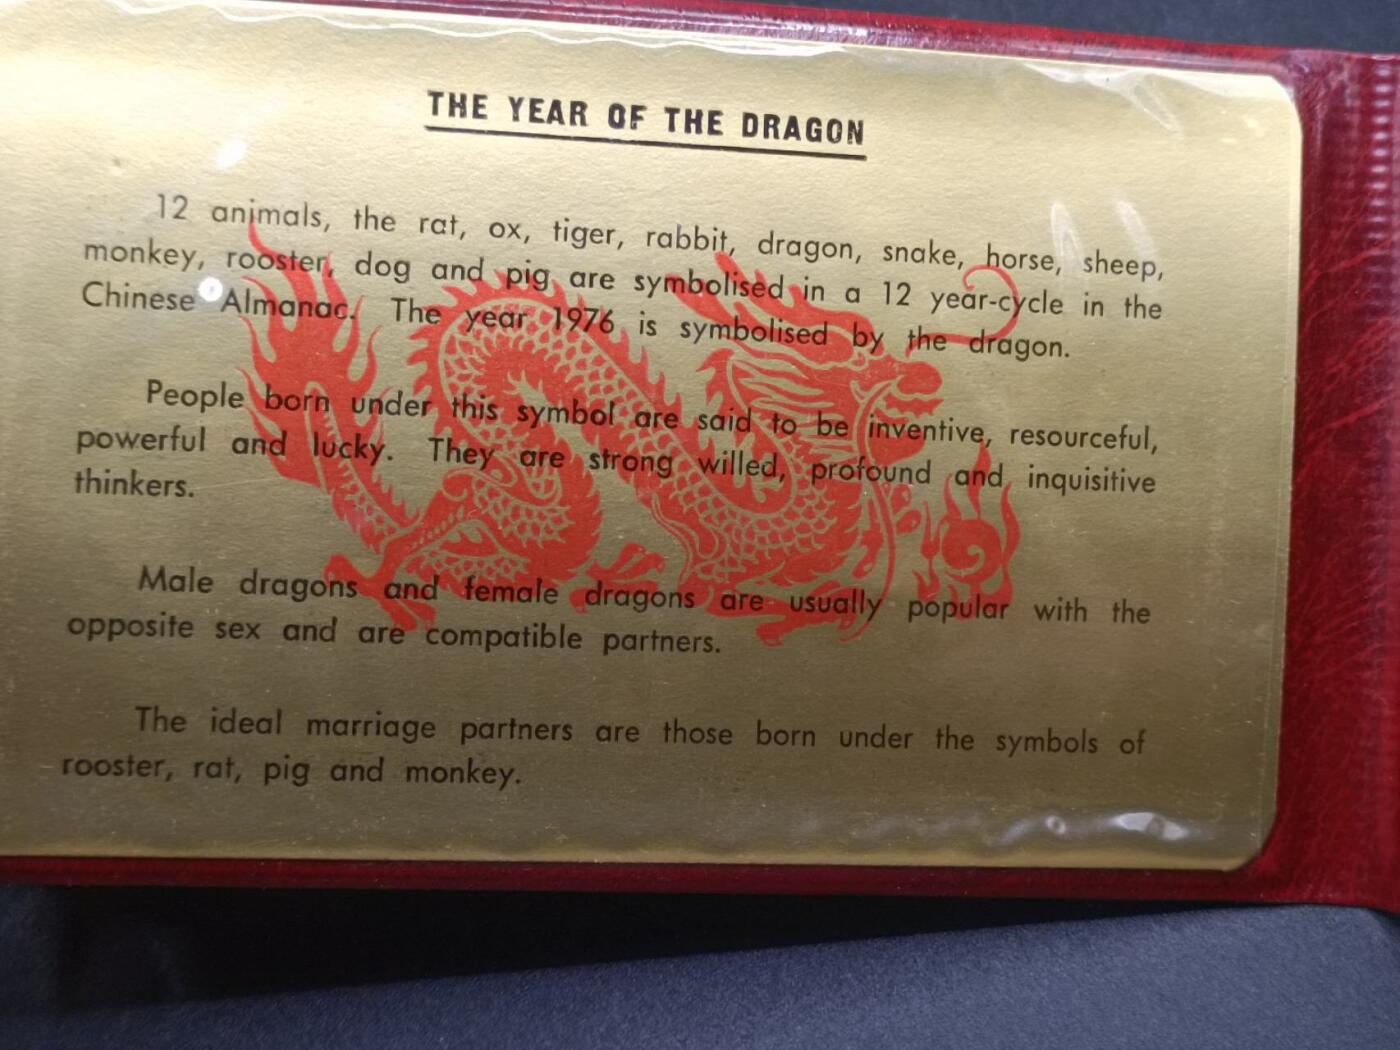 THE YEAR OF THE DRAGON
12 animals, the rat, ox, tiger, rabbit, dragon, snake, horse, sheep,
monkey, rooster, dog and pig are symbolised in a 12 year-cycle in the
Chinese Almanac. The year 1976 is symbolised by the dragon.
People born under this symbol are said to be inventive, resourceful,
powerful and lucky. They are strong willed, profound and inquisitive
thinkers.
Male dragons and female dragons are usually popular with the
opposite sex and are compatible partners.
The ideal marriage partners are those born under the symbols of
rooster, rat, pig and monkey.